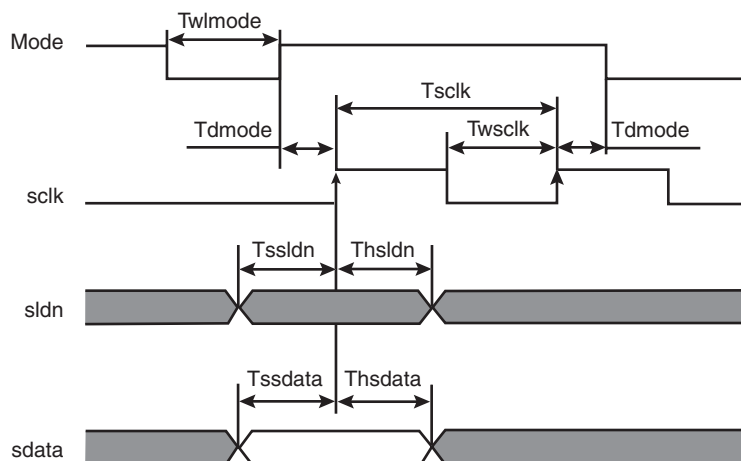 Twlmode
Mode
Tsclk
Tdmode
Twsclk
Tdmode
sclk
Tssldn
Thsldn
sldn
Tssdata
Thsdata
sdata